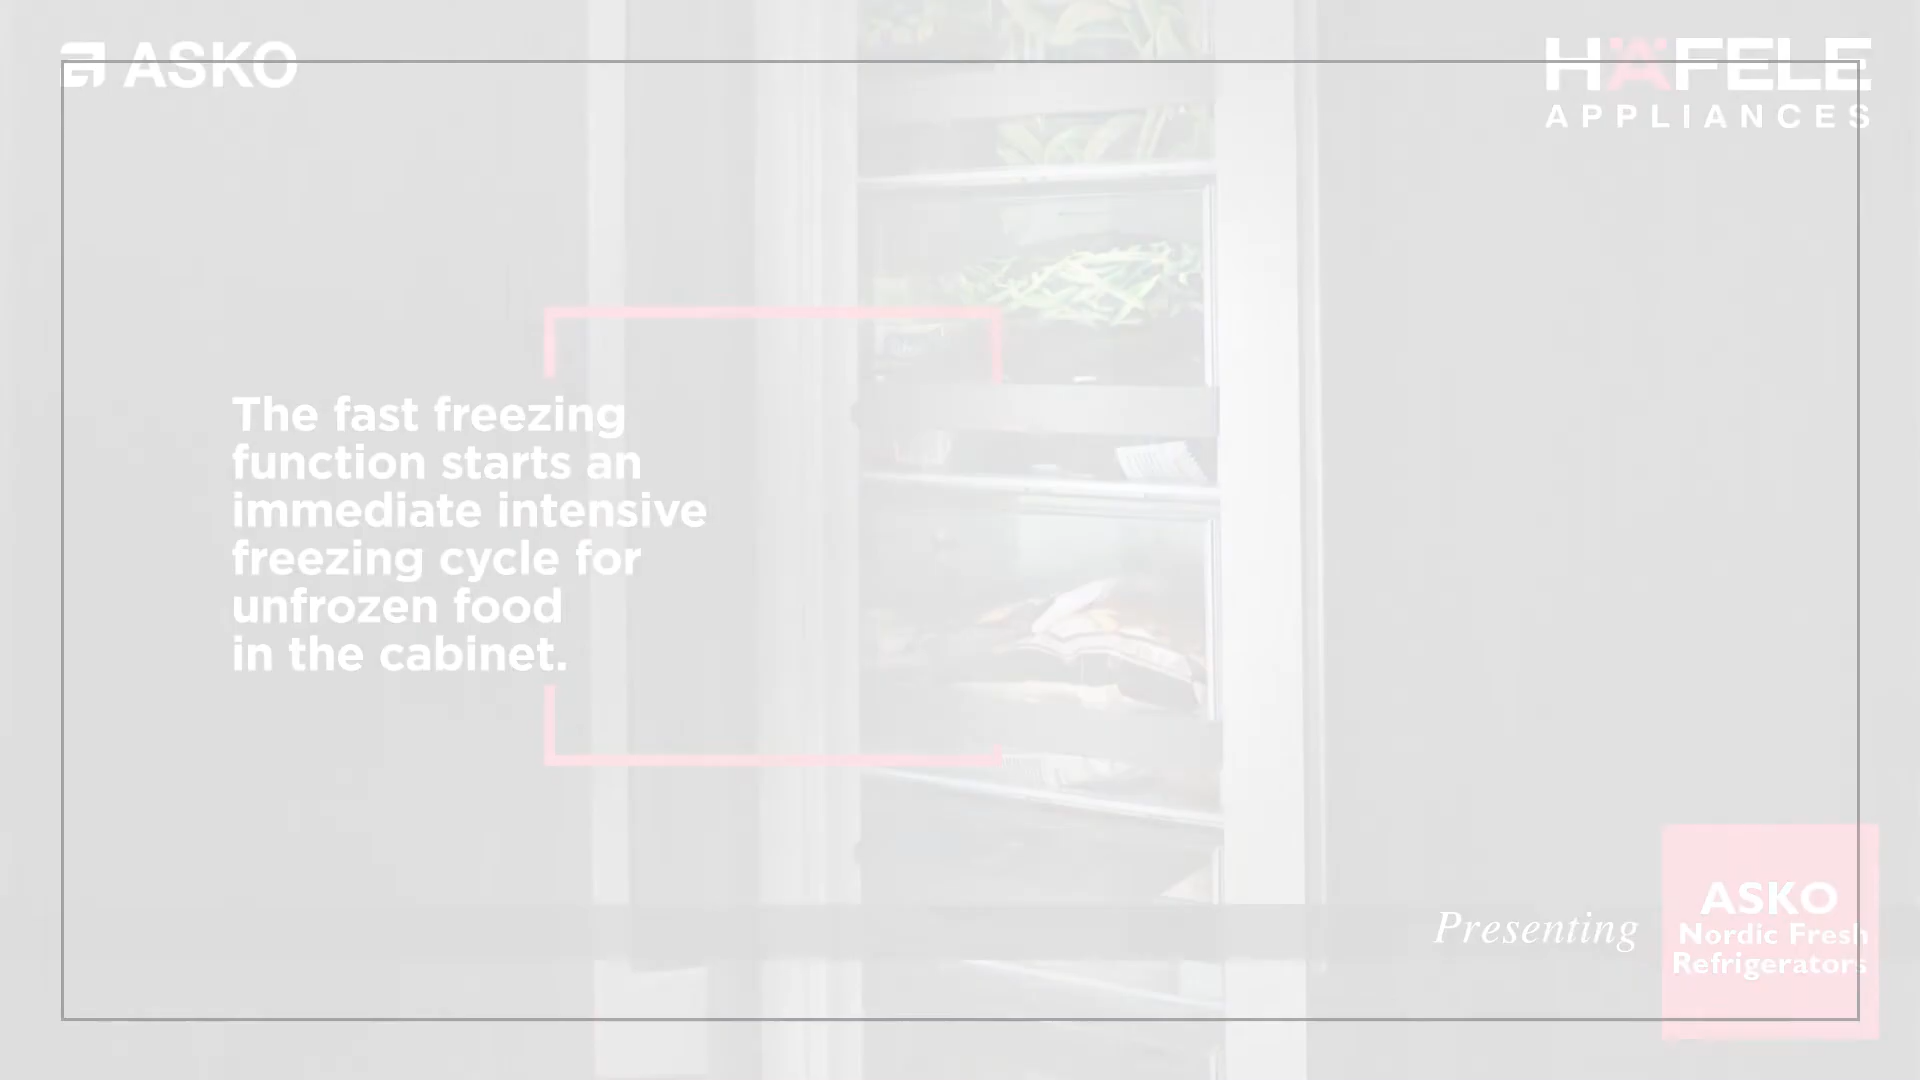 ASKO
HÄFELE
APPLIANCES
The fast freezing
function starts an
immediate intensive
freezing cycle for
unfrozen food
in the cabinet.
Presenting
ASKO
Nordic Fresh
Refrigerators